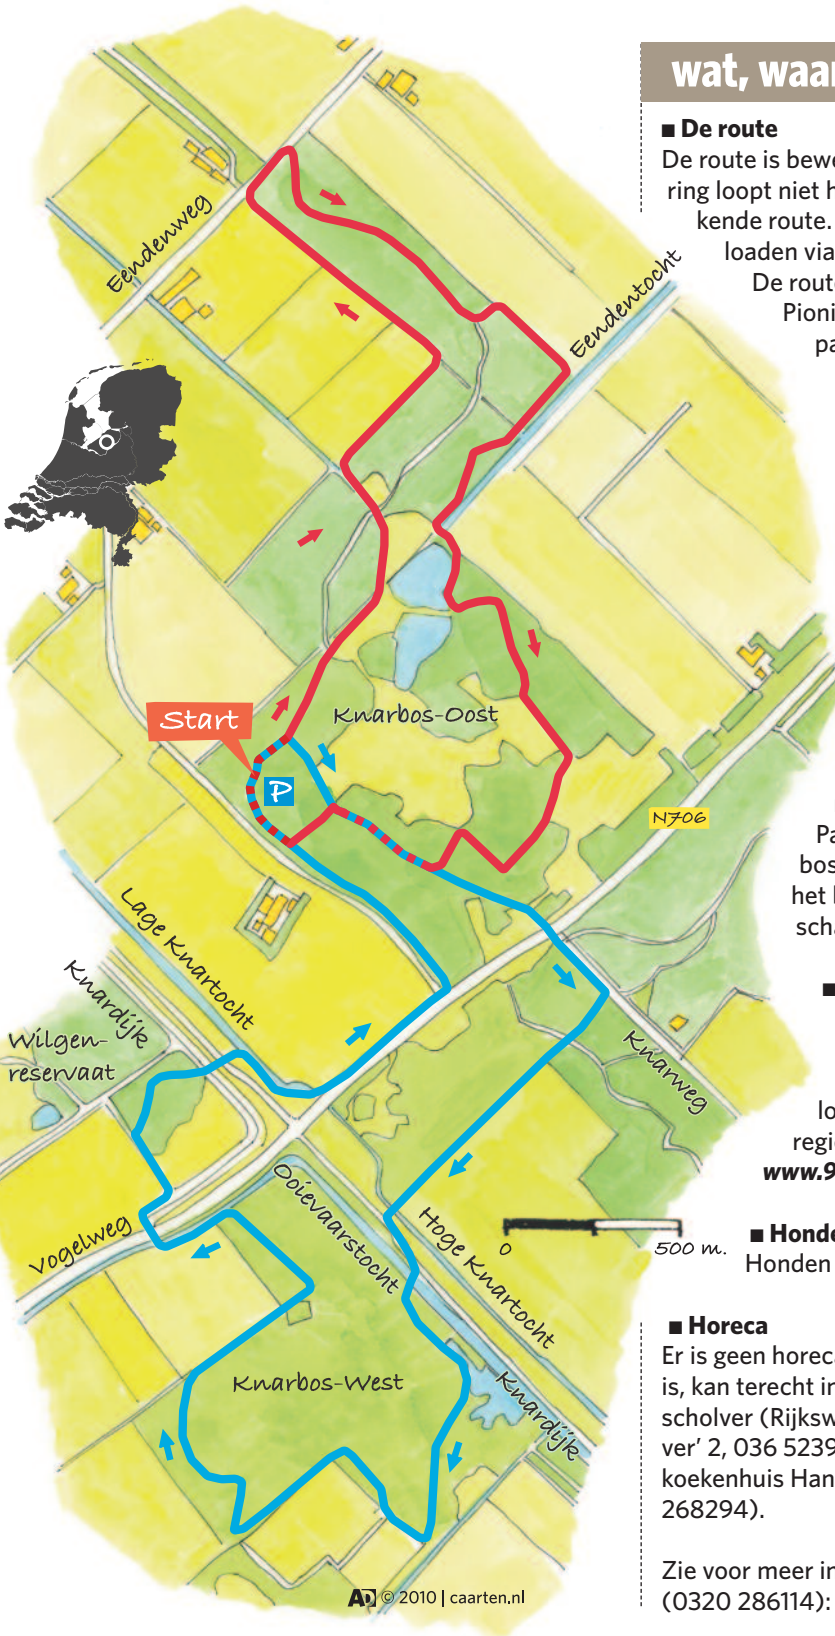 wat, waar
■ De route
De route is bewe
ring loopt niet h
kende route.
loaden via
De route
Pioni
pa
Eendenweg
Eendentocht
Start
P
Knarbos-Oost
N706
Pa
bos
het l
scha
■
Lage Knartocht
Knardijk
Wilgen-
reservaat
Knarweg
lo
regi
www.9
Vogelweg
Ooievaarstocht
Hoge Knartocht
0
500 m.
■ Honde
Honden
■ Horeca
Er is geen horeca
is, kan terecht in
scholver (Rijksw
ver' 2, 036 5239
koekenhuis Han
268294).
Knarbos-West
Knardijk
Zie voor meer in
(0320 286114):
AD © 2010 | caarten.nl